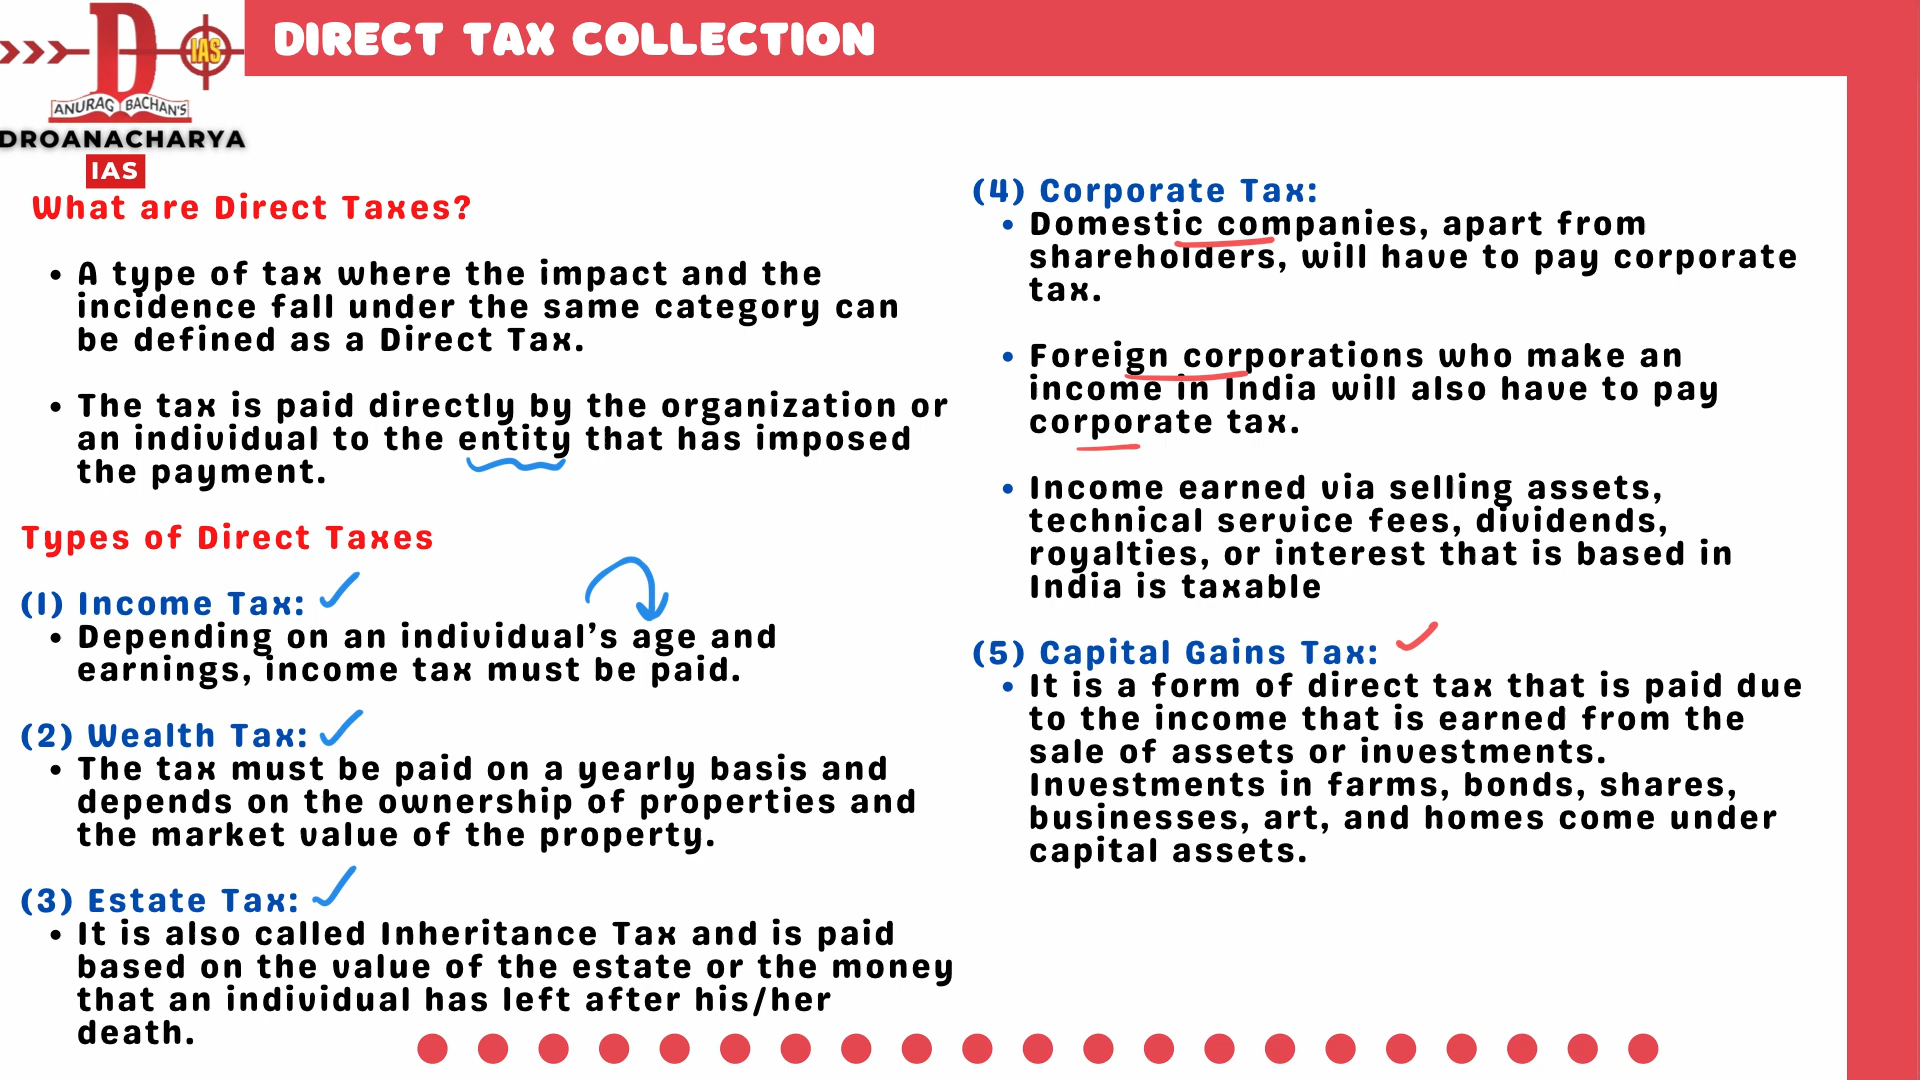 DIRECT TAX COLLECTION
D
IAS
ANURAG BACHAN'S
DROANACHARYA
IAS
What are Direct Taxes?
• A type of tax where the impact and the
incidence fall under the same category can
be defined as a Direct Tax.
• The tax is paid directly by the organization or
an individual to the entity that has imposed
the payment.
Types of Direct Taxes
(1) Income Tax:
• Depending on an individual's age and
earnings, income tax must be paid.
(2) Wealth Tax:
• The tax must be paid on a yearly basis and
depends on the ownership of properties and
the market value of the property.
(3) Estate Tax:
• It is also called Inheritance Tax and is paid
based on the value of the estate or the money
that an individual has left after his/her
death.
(4) Corporate Tax:
• Domestic companies, apart from
shareholders, will have to pay corporate
tax.
• Foreign corporations who make an
income in India will also have to pay
corporate tax.
• Income earned via selling assets,
technical service fees, dividends,
royalties, or interest that is based in
India is taxable
(5) Capital Gains Tax:
• It is a form of direct tax that is paid due
to the income that is earned from the
sale of assets or investments.
Investments in farms, bonds, shares,
businesses, art, and homes come under
capital assets.